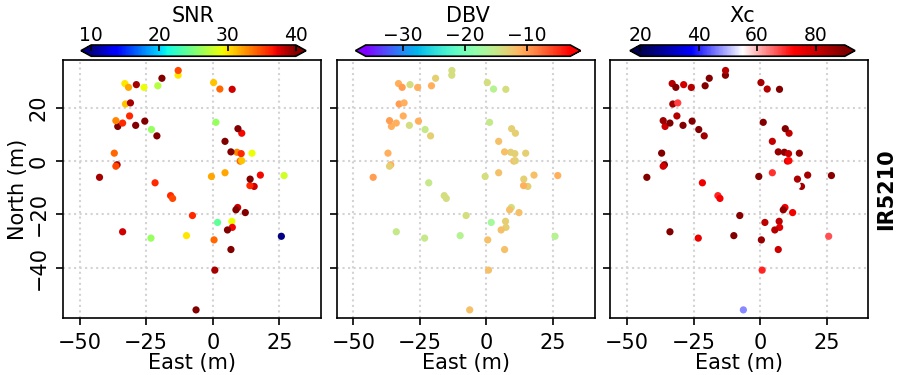 SNR DBV Xc
10 20 30 40 −30 −20 −10 20 40 60 80
20
0
−20
−40
North (m)
IR5210
−50 −25 0 25 −50 −25 0 25 −50 −25 0 25
East (m) East (m) East (m)